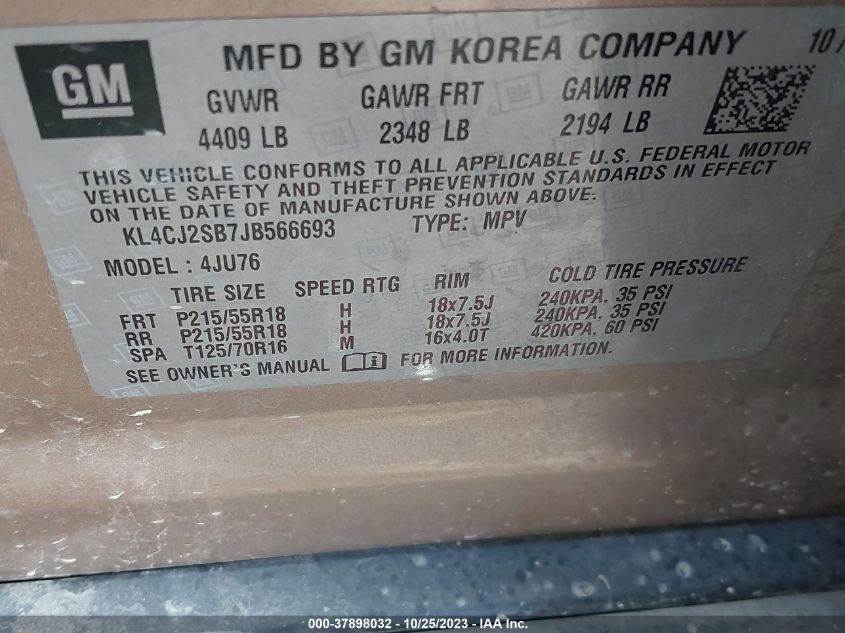 GM
MFD BY GM KOREA COMPANY 10/
GVWR GAWR FRT GAWR RR
4409 LB 2348 LB 2194 LB
THIS VEHICLE CONFORMS TO ALL APPLICABLE U.S. FEDERAL MOTOR
VEHICLE SAFETY AND THEFT PREVENTION STANDARDS IN EFFECT
ON THE DATE OF MANUFACTURE SHOWN ABOVE.
KL4CJ2SB7JB566693 TYPE: MPV
MODEL : 4JU76
TIRE SIZE SPEED RTG RIM COLD TIRE PRESSURE
FRT P215/55R18 H 18x7.5J 240KPA, 35 PSI
RR P215/55R18 H 18x7.5J 240KPA, 35 PSI
SPA T125/70R16 M 16x4.0T 420KPA, 60 PSI
SEE OWNER'S MANUAL FOR MORE INFORMATION.
000-37898032 - 10/25/2023 - IAA Inc.